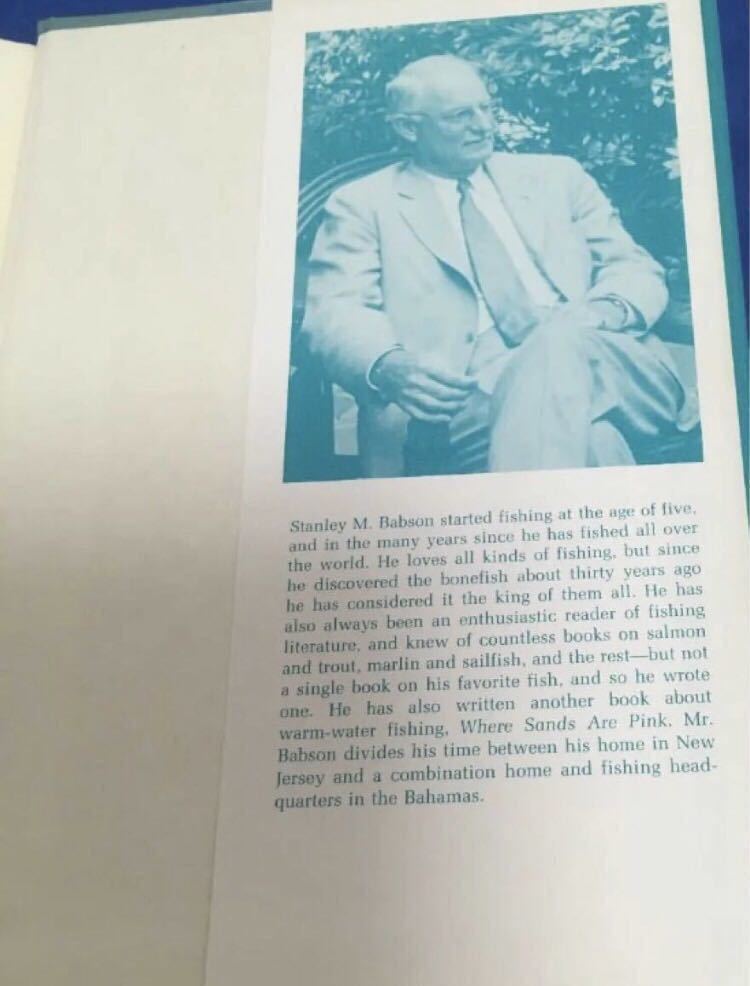 Stanley M. Babson started fishing at the age of five,
and in the many years since he has fished all over
the world. He loves all kinds of fishing, but since
he discovered the bonefish about thirty years ago
he has considered it the king of them all. He has
also always been an enthusiastic reader of fishing
literature, and knew of countless books on salmon
and trout, marlin and sailfish, and the rest—but not
a single book on his favorite fish, and so he wrote
one. He has also written another book about
warm-water fishing, Where Sands Are Pink. Mr.
Babson divides his time between his home in New
Jersey and a combination home and fishing head-
quarters in the Bahamas.